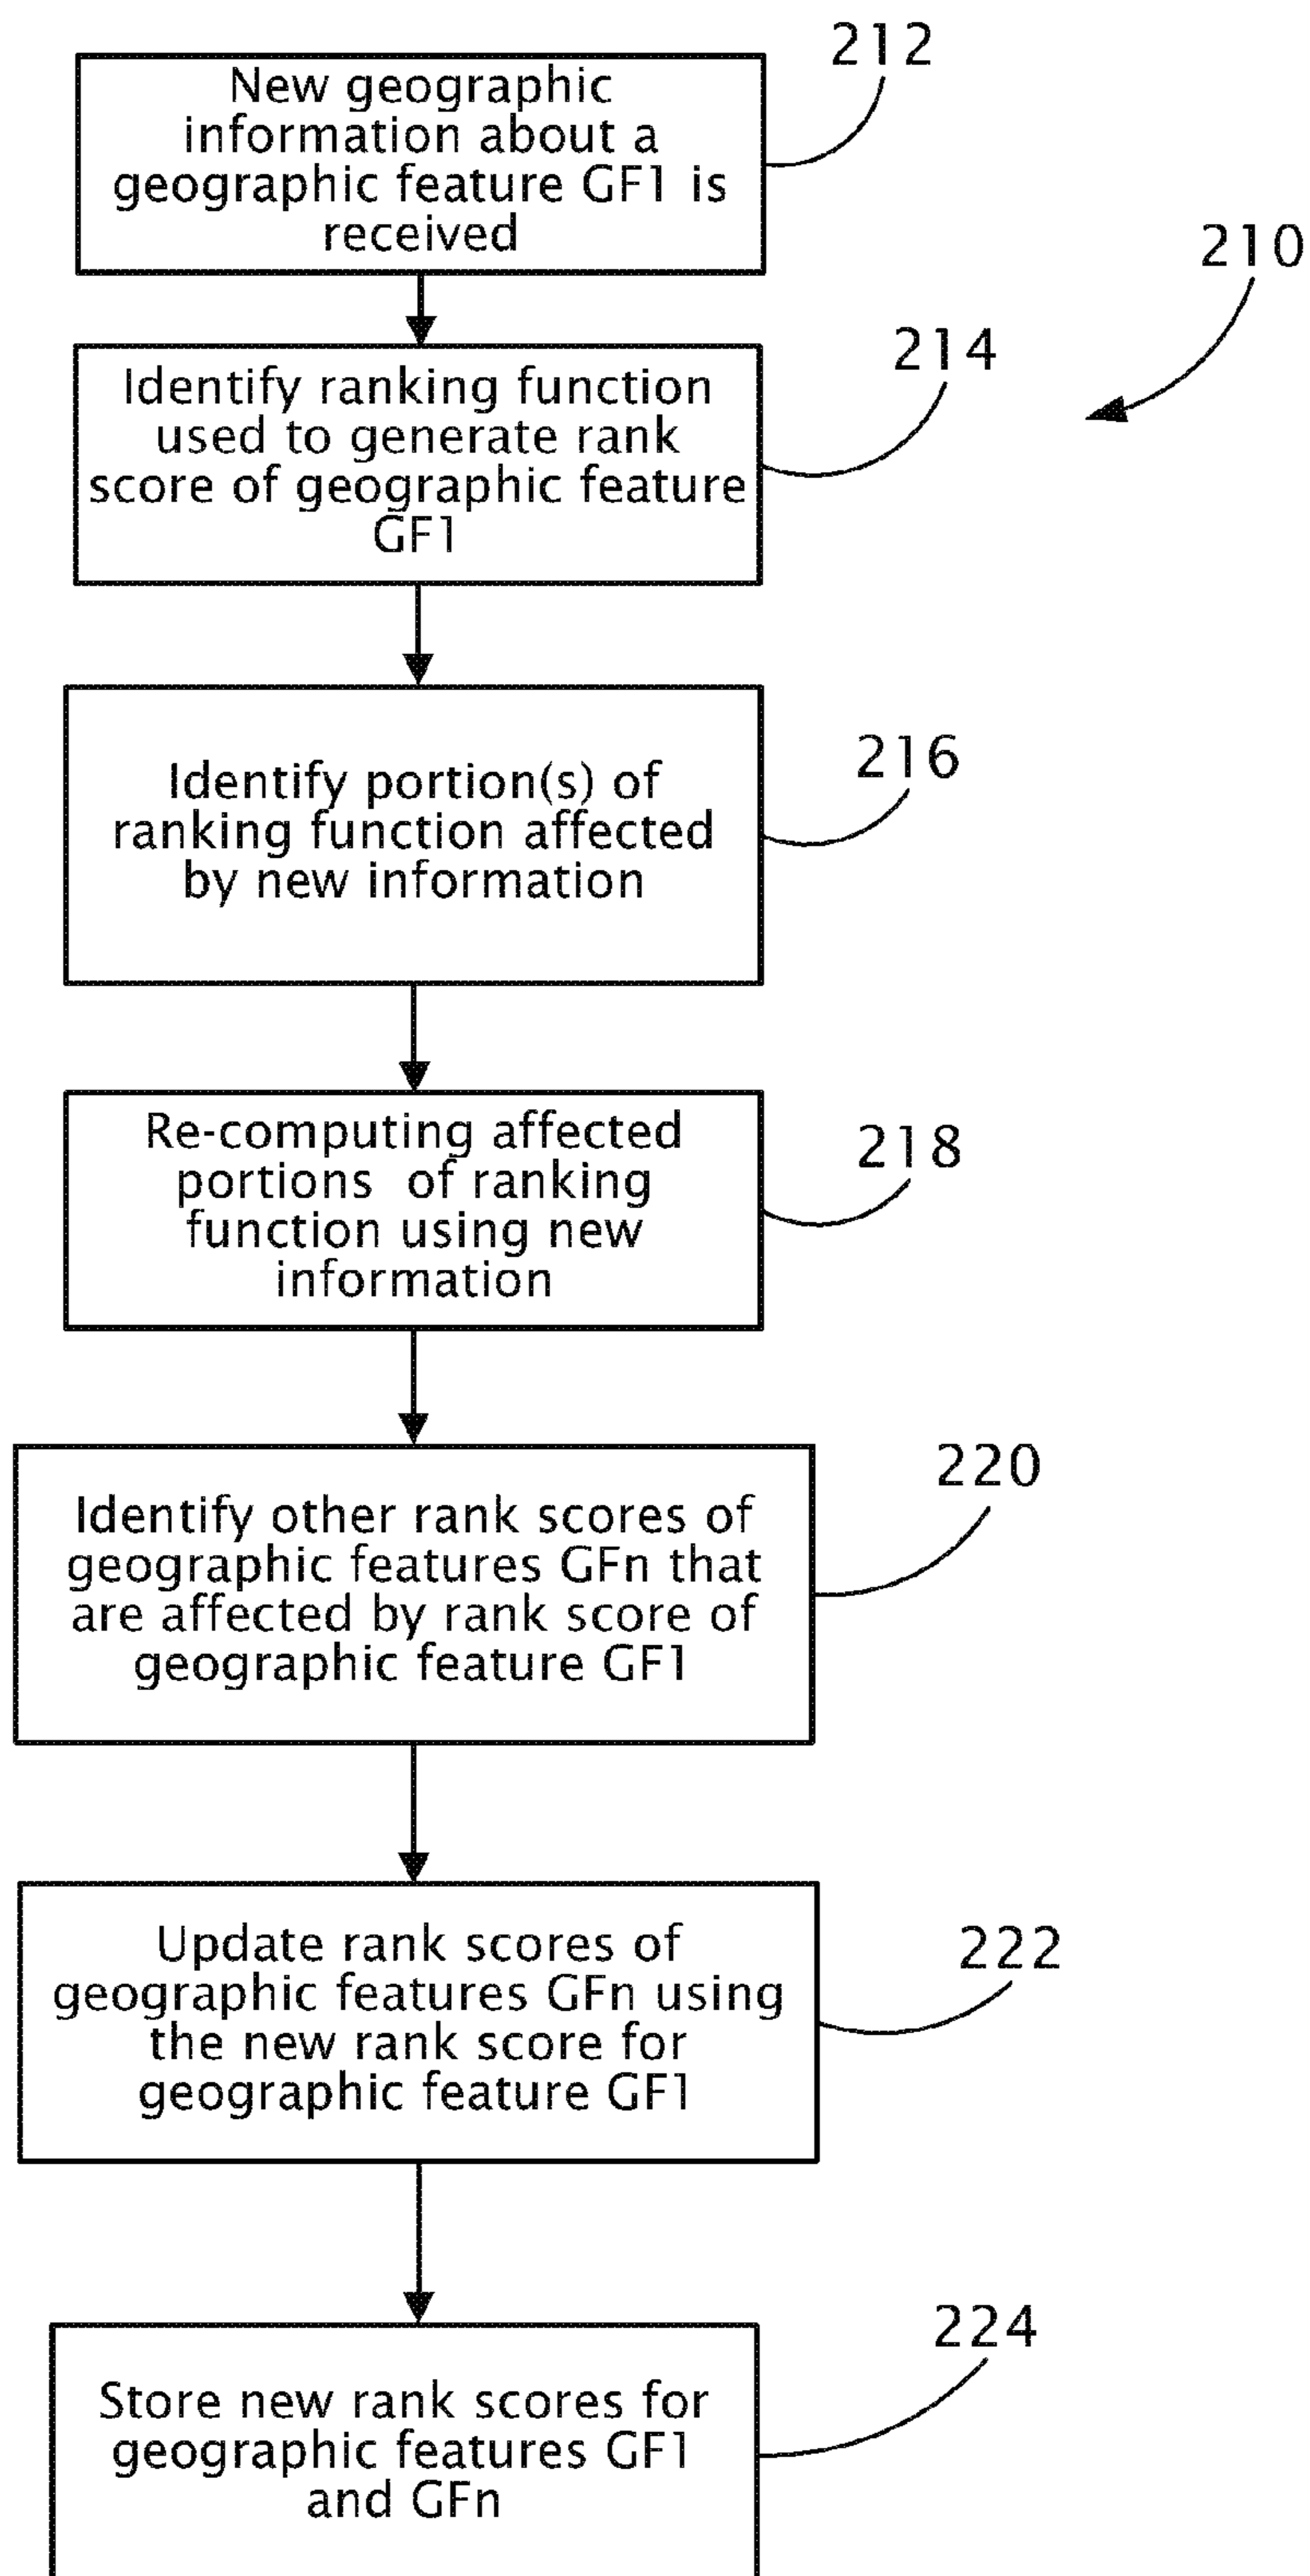 212
New geographic
information about a
geographic feature GF1 is
received
210
214
Identify ranking function
used to generate rank
score of geographic feature
GF1
216
Identify portion(s) of
ranking function affected
by new information
218
Re-computing affected
portions of ranking
function using new
information
220
Identify other rank scores of
geographic features GFn that
are affected by rank score of
geographic feature GF1
222
Update rank scores of
geographic features GFn using
the new rank score for
geographic feature GF1
224
Store new rank scores for
geographic features GF1
and GFn